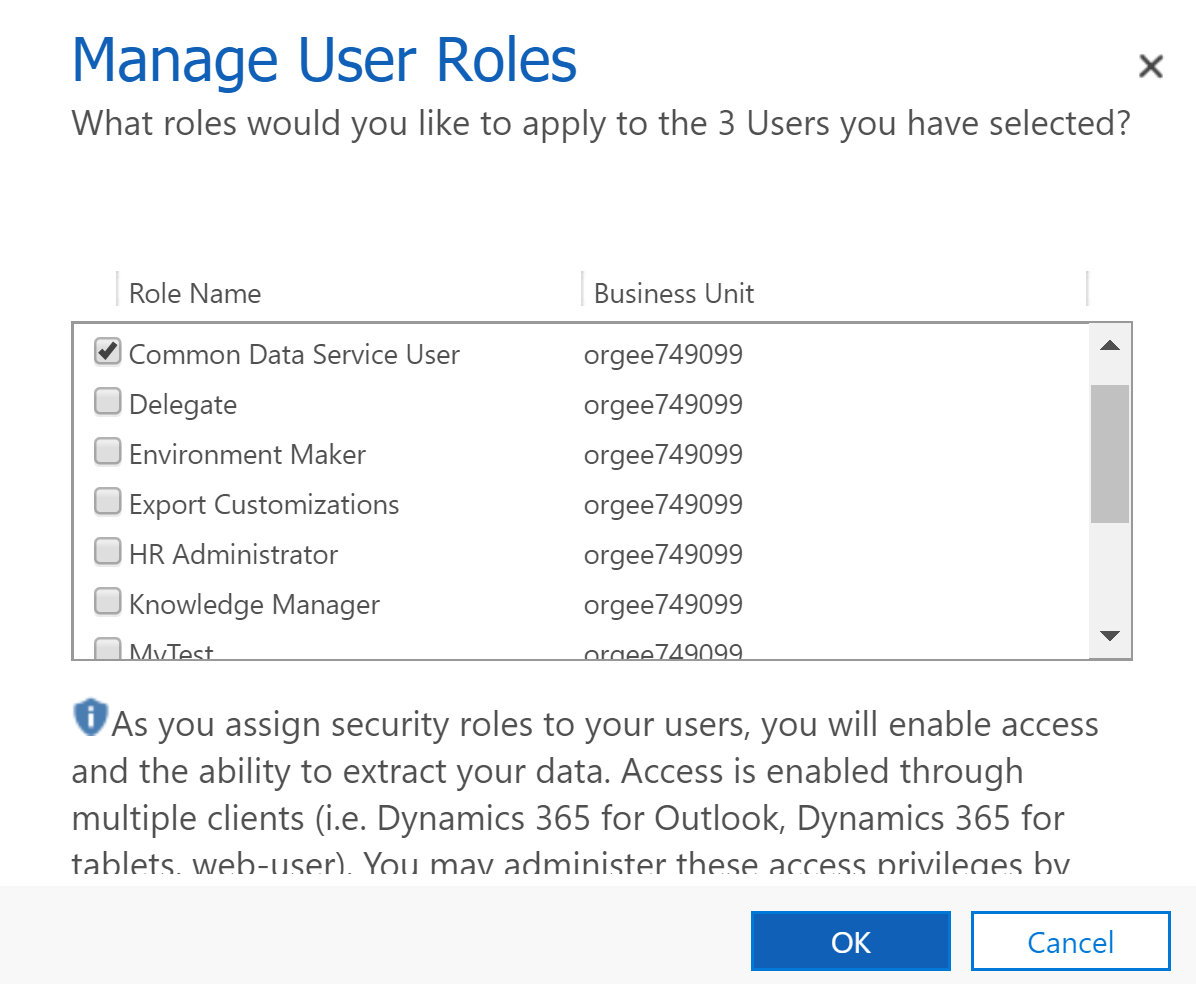 Manage User Roles
What roles would you like to apply to the 3 Users you have selected?
Role Name Business Unit
Common Data Service User orgee749099
Delegate orgee749099
Environment Maker orgee749099
Export Customizations orgee749099
HR Administrator orgee749099
Knowledge Manager orgee749099
MyTest orgee749099
As you assign security roles to your users, you will enable access
and the ability to extract your data. Access is enabled through
multiple clients (i.e. Dynamics 365 for Outlook, Dynamics 365 for
tablets, web-user). You may administer these access privileges by
OK Cancel